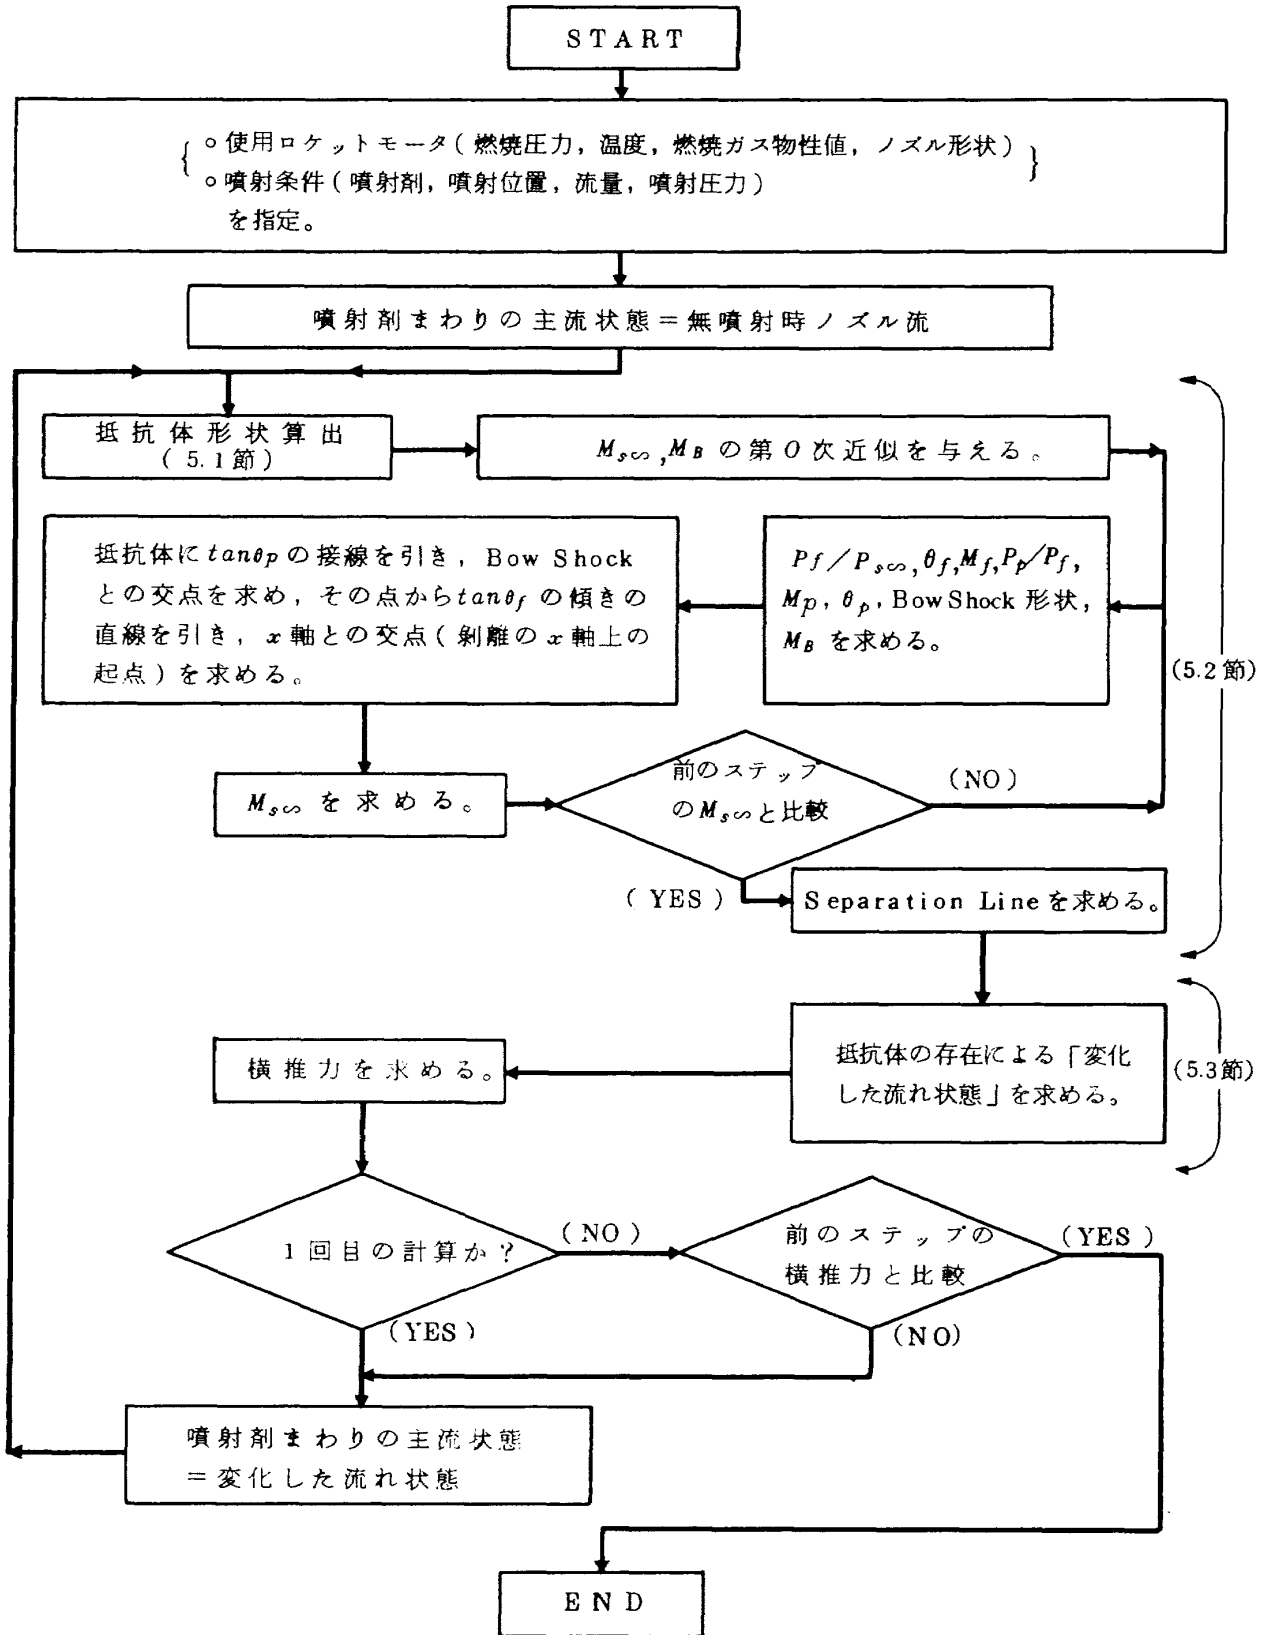 START
○使用ロケットモータ(燃焼圧力,温度,燃焼ガス物性値,ノズル形状)
○噴射条件(噴射剤,噴射位置,流量,噴射圧力)
を指定。
噴射剤まわりの主流状態=無噴射時ノズル流
抵抗体形状算出
(5.1節)
Ms∞,MBの第0次近似を与える。
抵抗体にtanθpの接線を引き,Bow Shock
との交点を求め,その点からtanθfの傾きの
直線を引き,x軸との交点(剝離のx軸上の
起点)を求める。
Pf/Ps∞,θf,Mf,Pp/Pf,
Mp,θp,Bow Shock形状,
MBを求める。
(5.2節)
Ms∞を求める。
前のステップ
のMs∞と比較
(NO)
(YES)
Separation Lineを求める。
横推力を求める。
抵抗体の存在による「変化
した流れ状態」を求める。
(5.3節)
1回目の計算か?
(NO)
前のステップの
横推力と比較
(YES)
(YES)
(NO)
噴射剤まわりの主流状態
=変化した流れ状態
END